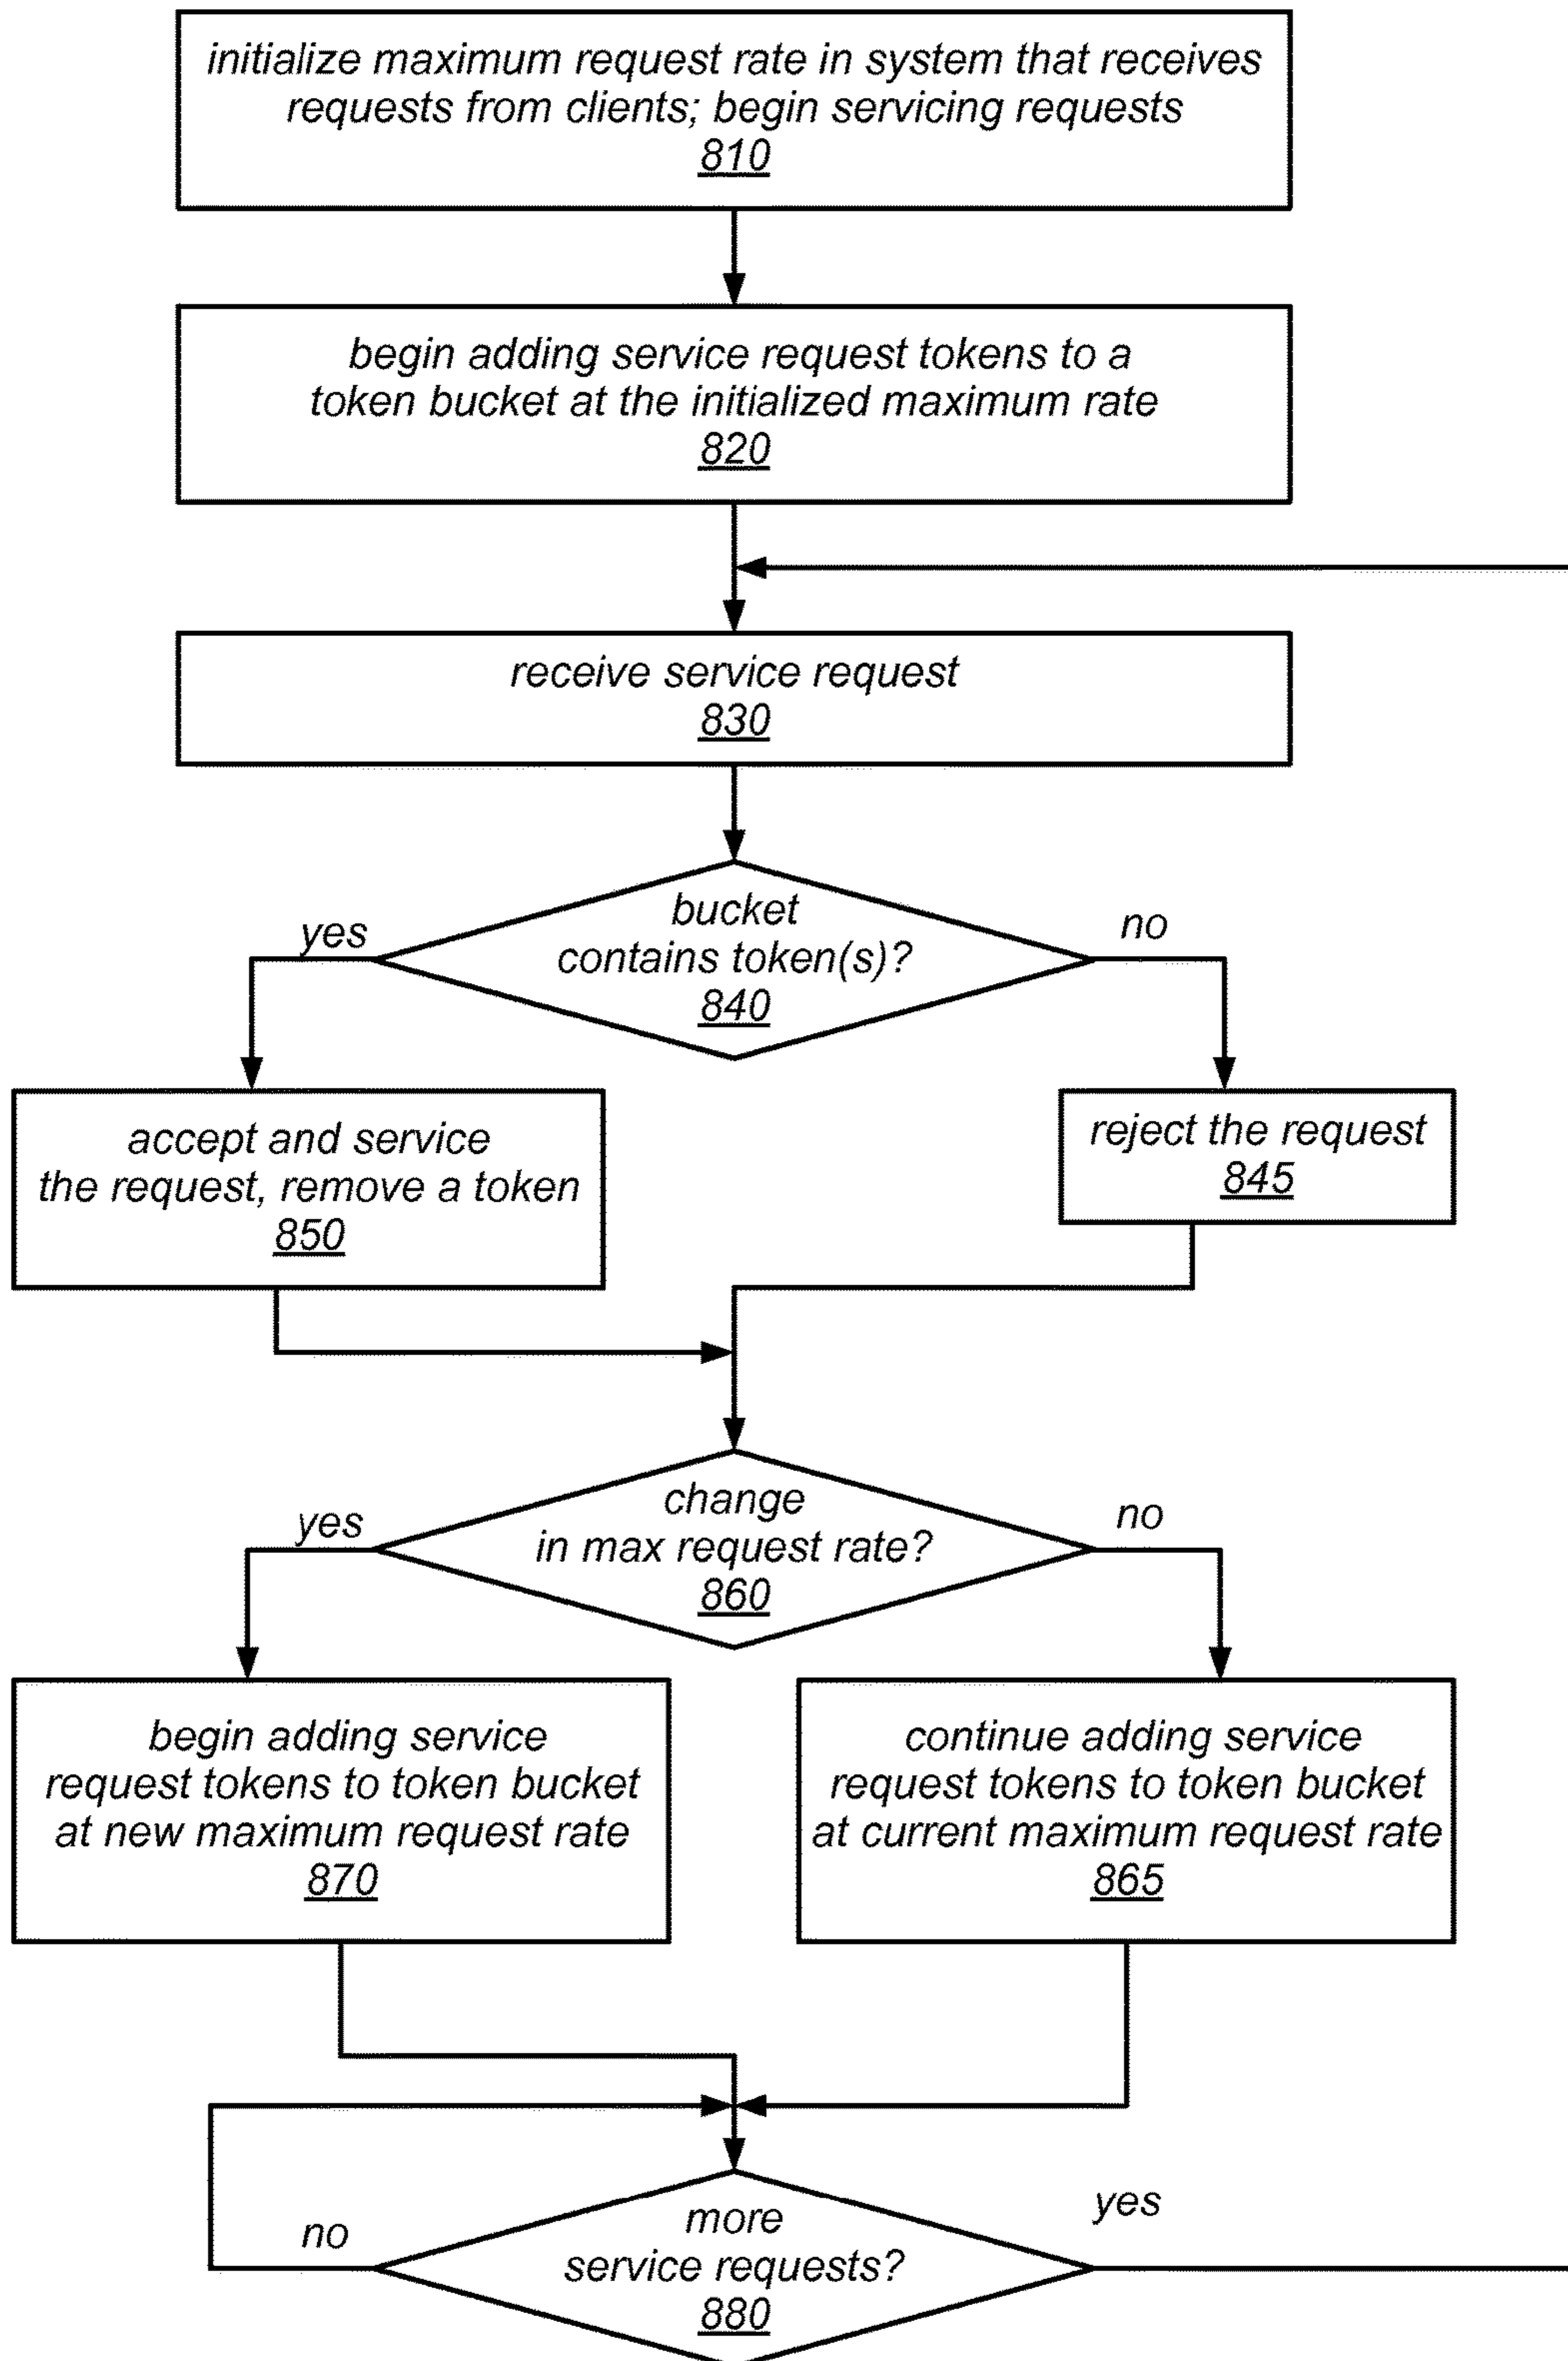 initialize maximum request rate in system that receives
requests from clients; begin servicing requests
810
begin adding service request tokens to a
token bucket at the initialized maximum rate
820
receive service request
830
bucket
contains token(s)?
840
yes
no
accept and service
the request, remove a token
850
reject the request
845
change
in max request rate?
860
yes
no
begin adding service
request tokens to token bucket
at new maximum request rate
870
continue adding service
request tokens to token bucket
at current maximum request rate
865
more
service requests?
880
no
yes